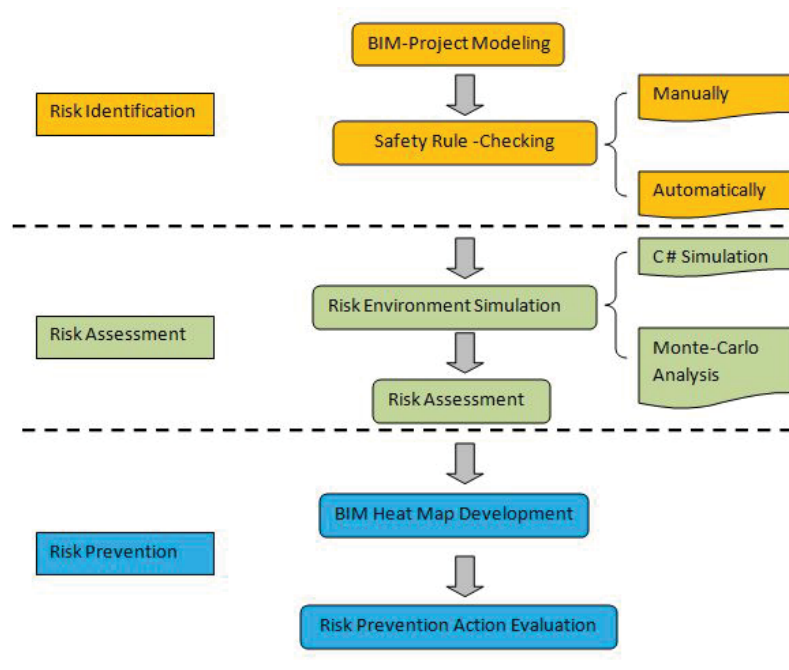 BIM-Project Modeling
Risk Identification
Manually
Safety Rule -Checking
Automatically
C# Simulation
Risk Environment Simulation
Risk Assessment
Monte-Carlo
Analysis
Risk Assessment
BIM Heat Map Development
Risk Prevention
Risk Prevention Action Evaluation